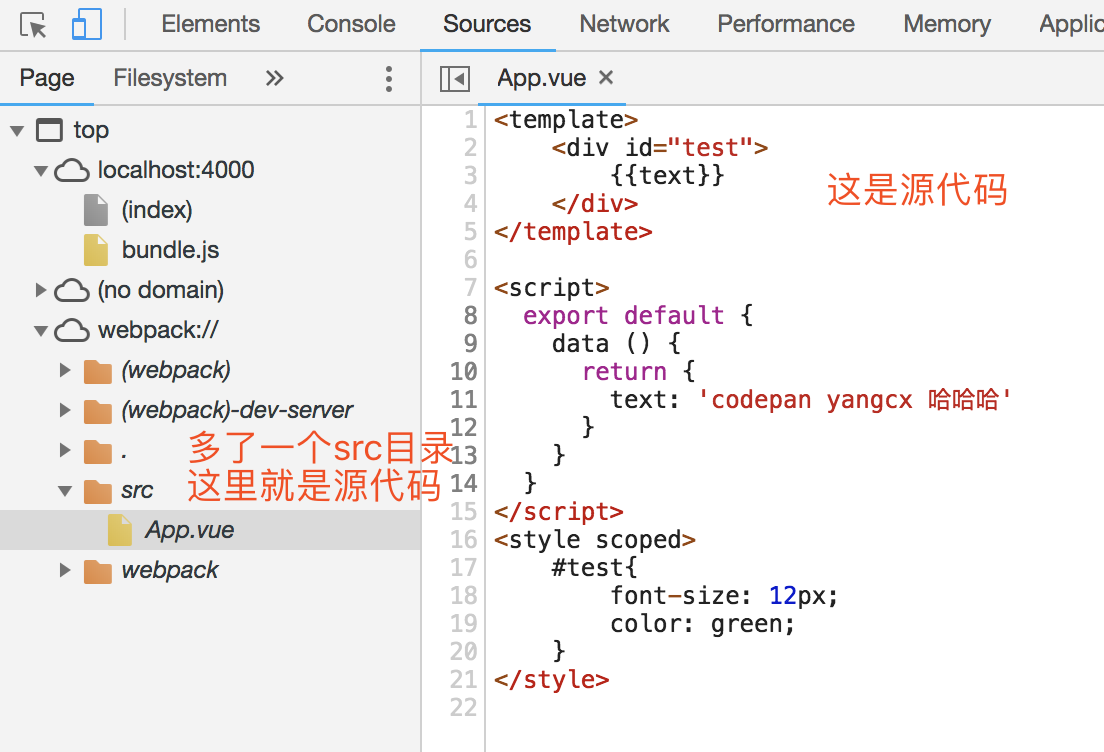 Elements Console Sources Network Performance Memory Applic
Page Filesystem » App.vue ×
top
localhost:4000
(index)
bundle.js
(no domain)
webpack://
(webpack)
(webpack)-dev-server
.
src
App.vue
webpack
多了一个src目录
这里就是源代码
1 <template>
2     <div id="test">
3         {{text}}
4     </div>
5 </template>
6
7 <script>
8   export default {
9     data () {
10       return {
11         text: 'codepan yangcx 哈哈哈'
12       }
13     }
14   }
15 </script>
16 <style scoped>
17     #test{
18         font-size: 12px;
19         color: green;
20     }
21 </style>
22
这是源代码